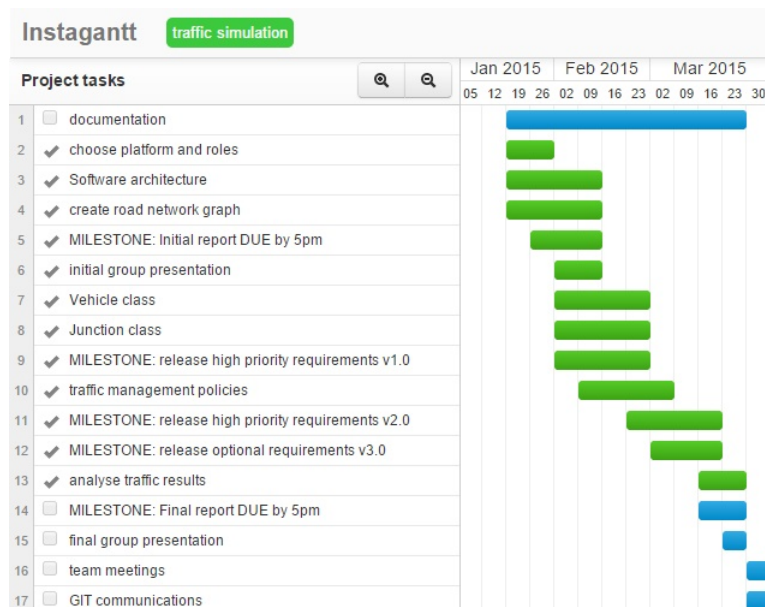 Instagantt traffic simulation
Project tasks
Jan 2015 Feb 2015 Mar 2015
05 12 19 26 02 09 16 23 02 09 16 23 30
1 documentation
2 choose platform and roles
3 Software architecture
4 create road network graph
5 MILESTONE: Initial report DUE by 5pm
6 initial group presentation
7 Vehicle class
8 Junction class
9 MILESTONE: release high priority requirements v1.0
10 traffic management policies
11 MILESTONE: release high priority requirements v2.0
12 MILESTONE: release optional requirements v3.0
13 analyse traffic results
14 MILESTONE: Final report DUE by 5pm
15 final group presentation
16 team meetings
17 GIT communications